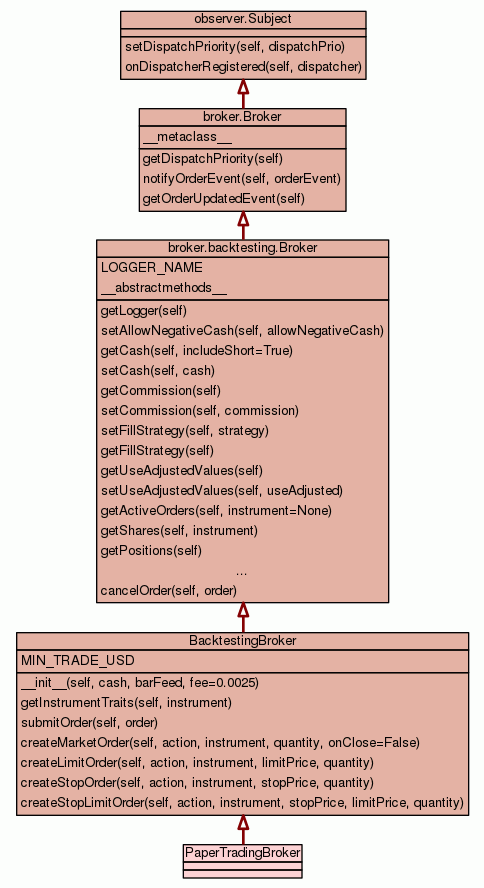 observer.Subject
setDispatchPriority(self, dispatchPrio)
onDispatcherRegistered(self, dispatcher)
broker.Broker
__metaclass__
getDispatchPriority(self)
notifyOrderEvent(self, orderEvent)
getOrderUpdatedEvent(self)
broker.backtesting.Broker
LOGGER_NAME
__abstractmethods__
getLogger(self)
setAllowNegativeCash(self, allowNegativeCash)
getCash(self, includeShort=True)
setCash(self, cash)
getCommission(self)
setCommission(self, commission)
setFillStrategy(self, strategy)
getFillStrategy(self)
getUseAdjustedValues(self)
setUseAdjustedValues(self, useAdjusted)
getActiveOrders(self, instrument=None)
getShares(self, instrument)
getPositions(self)
...
cancelOrder(self, order)
BacktestingBroker
MIN_TRADE_USD
__init__(self, cash, barFeed, fee=0.0025)
getInstrumentTraits(self, instrument)
submitOrder(self, order)
createMarketOrder(self, action, instrument, quantity, onClose=False)
createLimitOrder(self, action, instrument, limitPrice, quantity)
createStopOrder(self, action, instrument, stopPrice, quantity)
createStopLimitOrder(self, action, instrument, stopPrice, limitPrice, quantity)
PaperTradingBroker